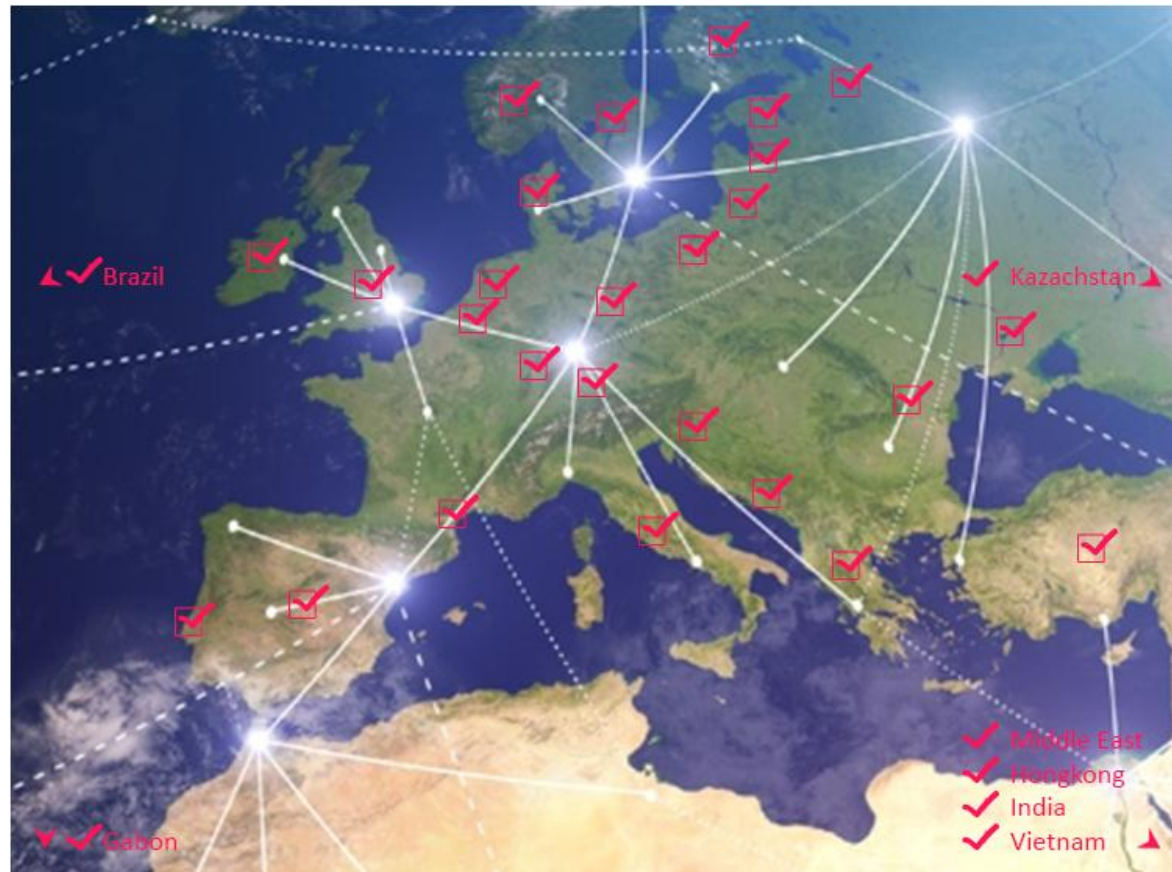 Brazil
Kazachstan
Middle East
Hongkong
India
Vietnam
Gabon